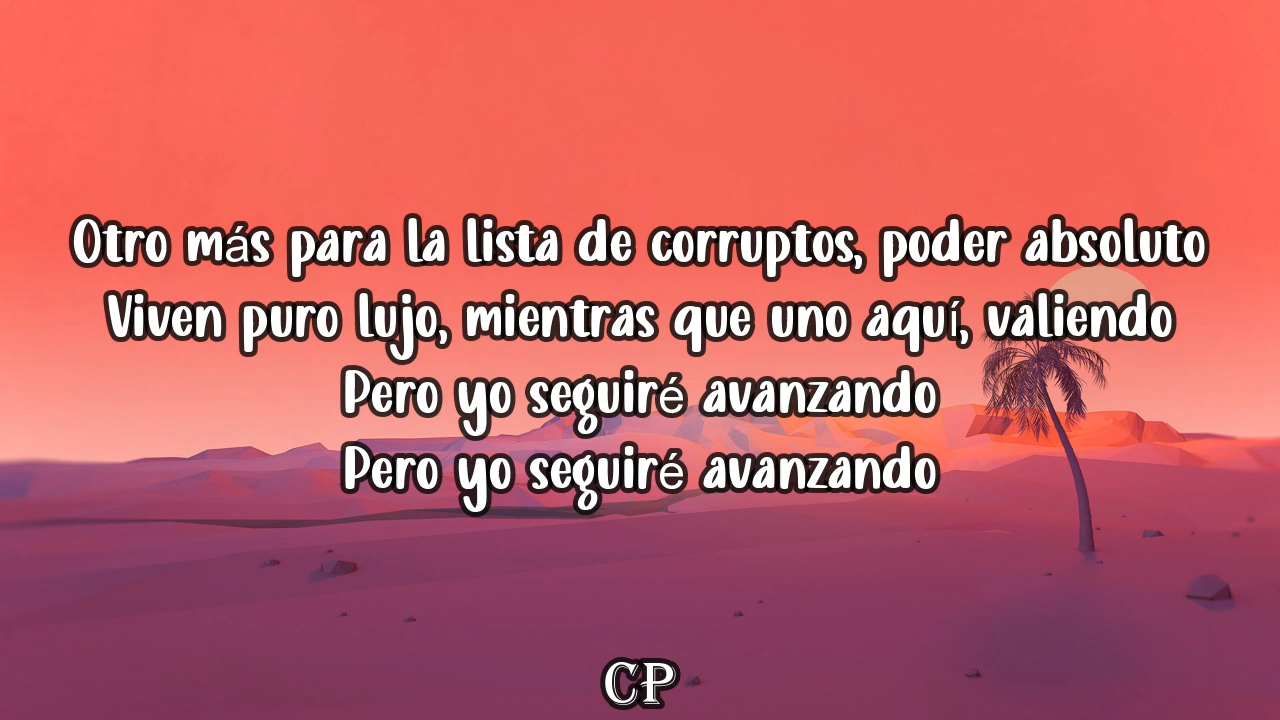 Otro más para la lista de corruptos, poder absoluto
Viven puro lujo, mientras que uno aquí, valiendo
Pero yo seguiré avanzando
Pero yo seguiré avanzando
CP